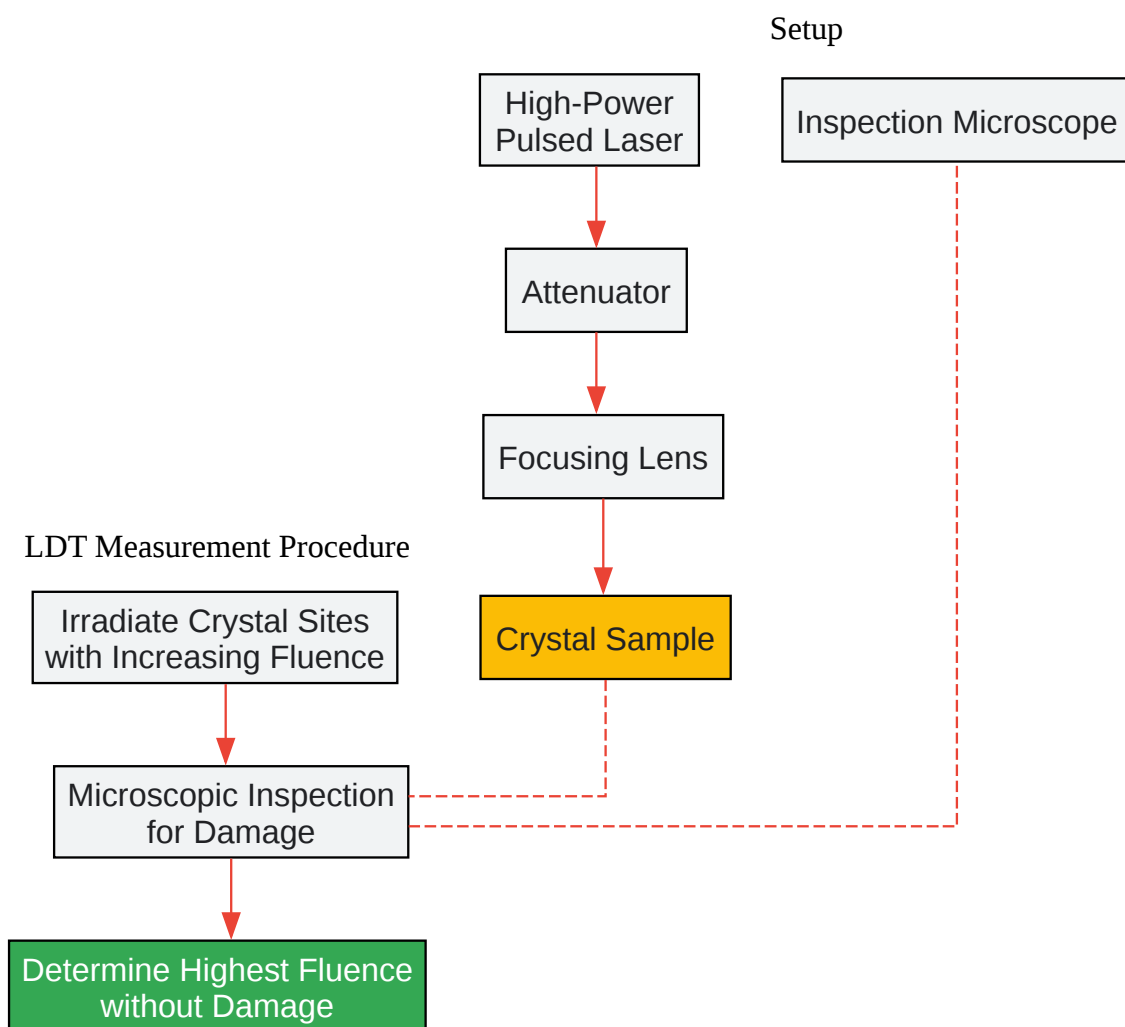 Setup
High-Power
Pulsed Laser
Inspection Microscope
Attenuator
Focusing Lens
LDT Measurement Procedure
Irradiate Crystal Sites
with Increasing Fluence
Crystal Sample
Microscopic Inspection
for Damage
Determine Highest Fluence
without Damage